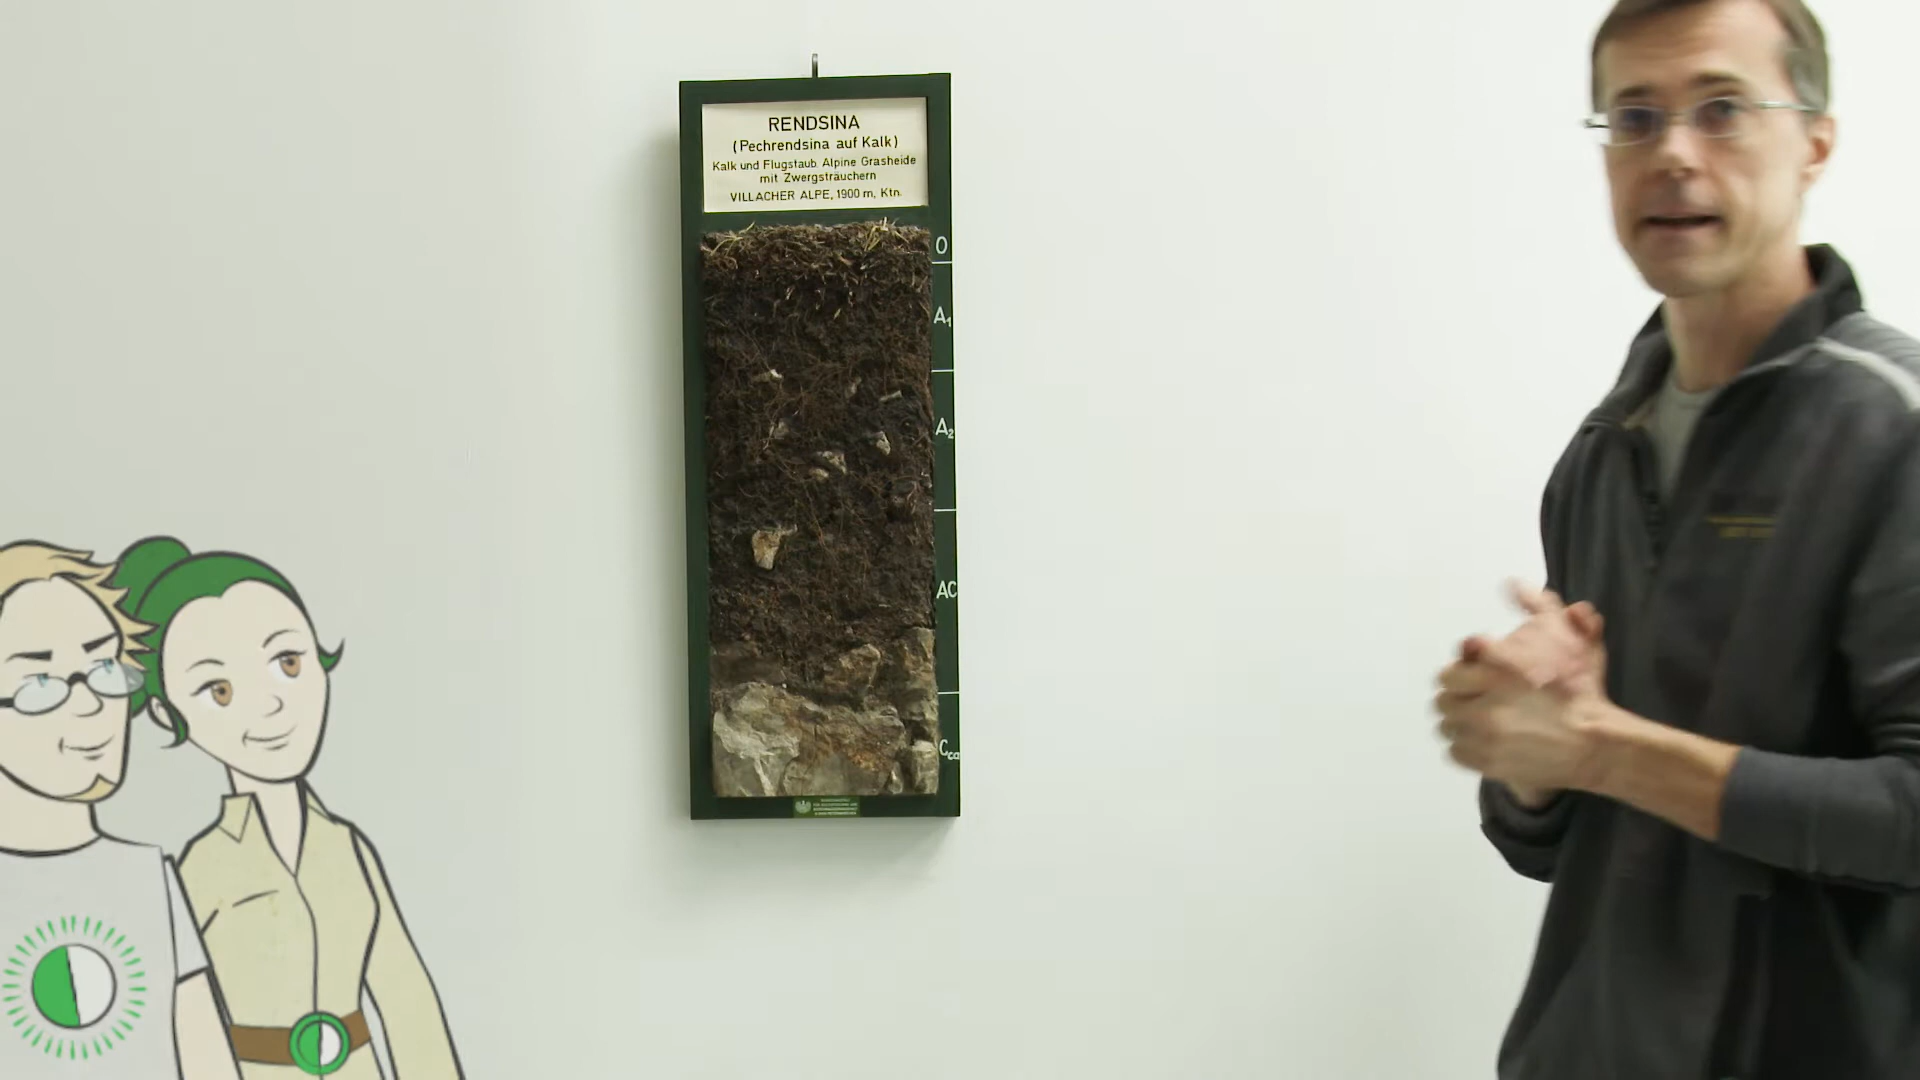 RENDSINA
(Pechrendsina auf Kalk)
Kalk und Flugstaub. Alpine Grasheide
mit Zwergsträuchern
VILLACHER ALPE, 1900 m, Ktn.
O
A₁
A₂
AC
Cca